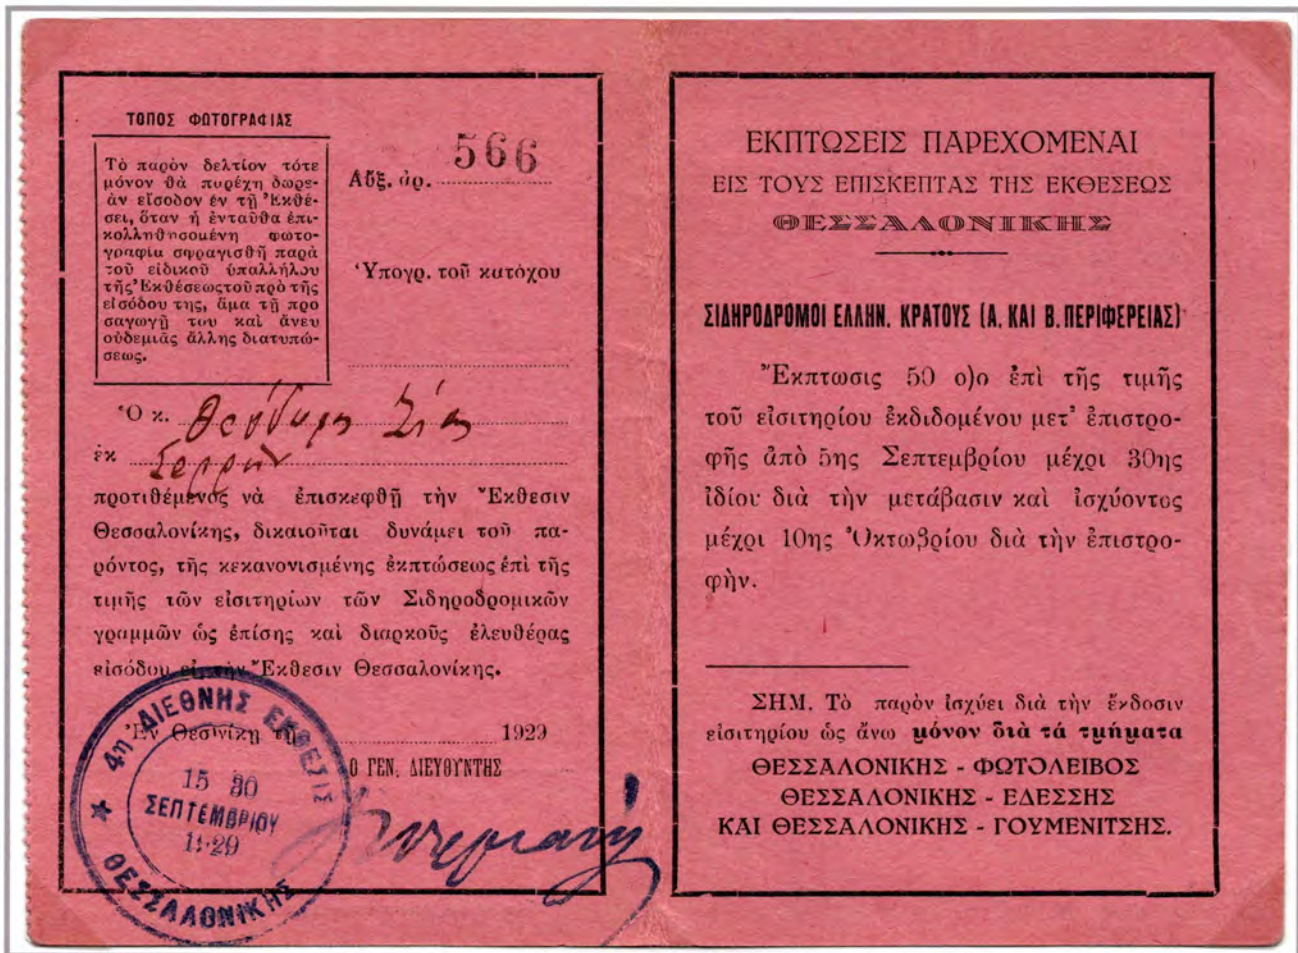 ΤΟΠΟΣ ΦΩΤΟΓΡΑΦΙΑΣ
Τὸ παρὸν δελτίον τότε
μόνον θὰ πυρέχη δωρε-
ὰν εἴσοδον ἐν τῇ Ἐκθέ-
σει, ὅταν ἡ ἐνταῦθα ἐπι-
κολληθησομένη φωτο-
γραφία σφραγισθῇ παρὰ
τοῦ εἰδικοῦ ὑπαλλήλου
τῆς Ἐκθέσεως τοῦ πρὸ τῆς
εἰσόδου της, ἅμα τῇ προ
σαγωγῇ του καὶ ἄνευ
οὐδεμιᾶς ἄλλης διατυπώ-
σεως.
Αὔξ. ἀρ. 566
Ὑπογρ. τοῦ κατόχου
Ὁ κ.
ἐκ Σερρῶν
προτιθέμενος νὰ ἐπισκεφθῇ τὴν Ἔκθεσιν
Θεσσαλονίκης, δικαιοῦται δυνάμει τοῦ πα-
ρόντος, τῆς κεκανονισμένης ἐκπτώσεως ἐπὶ τῆς
τιμῆς τῶν εἰσιτηρίων τῶν Σιδηροδρομικῶν
γραμμῶν ὡς ἐπίσης καὶ διαρκοῦς ἐλευθέρας
εἰσόδου εἰ τὴν Ἔκθεσιν Θεσσαλονίκης.
Ἐν Θεσ)νίκῃ τῇ 1929
Ο ΓΕΝ. ΔΙΕΥΘΥΝΤΗΣ
4η ΔΙΕΘΝΗΣ ΕΚΘΕΣΙΣ
ΘΕΣΣΑΛΟΝΙΚΗΣ
15 30
ΣΕΠΤΕΜΒΡΙΟΥ
1929
ΕΚΠΤΩΣΕΙΣ ΠΑΡΕΧΟΜΕΝΑΙ
ΕΙΣ ΤΟΥΣ ΕΠΙΣΚΕΠΤΑΣ ΤΗΣ ΕΚΘΕΣΕΩΣ
ΘΕΣΣΑΛΟΝΙΚΗΣ
ΣΙΔΗΡΟΔΡΟΜΟΙ ΕΛΛΗΝ. ΚΡΑΤΟΥΣ (Α. ΚΑΙ Β. ΠΕΡΙΦΕΡΕΙΑΣ)
Ἔκπτωσις 50 ο)ο ἐπὶ τῆς τιμῆς
τοῦ εἰσιτηρίου ἐκδιδομένου μετ' ἐπιστρο-
φῆς ἀπὸ 5ης Σεπτεμβρίου μέχρι 30ης
ἰδίου διὰ τὴν μετάβασιν καὶ ἰσχύοντος
μέχρι 10ης Ὀκτωβρίου διὰ τὴν ἐπιστρο-
φήν.
ΣΗΜ. Τὸ παρὸν ἰσχύει διὰ τὴν ἔκδοσιν
εἰσιτηρίου ὡς ἄνω μόνον διὰ τά τμήματα
ΘΕΣΣΑΛΟΝΙΚΗΣ - ΦΩΤΟΛΕΙΒΟΣ
ΘΕΣΣΑΛΟΝΙΚΗΣ - ΕΔΕΣΣΗΣ
ΚΑΙ ΘΕΣΣΑΛΟΝΙΚΗΣ - ΓΟΥΜΕΝΙΤΣΗΣ.